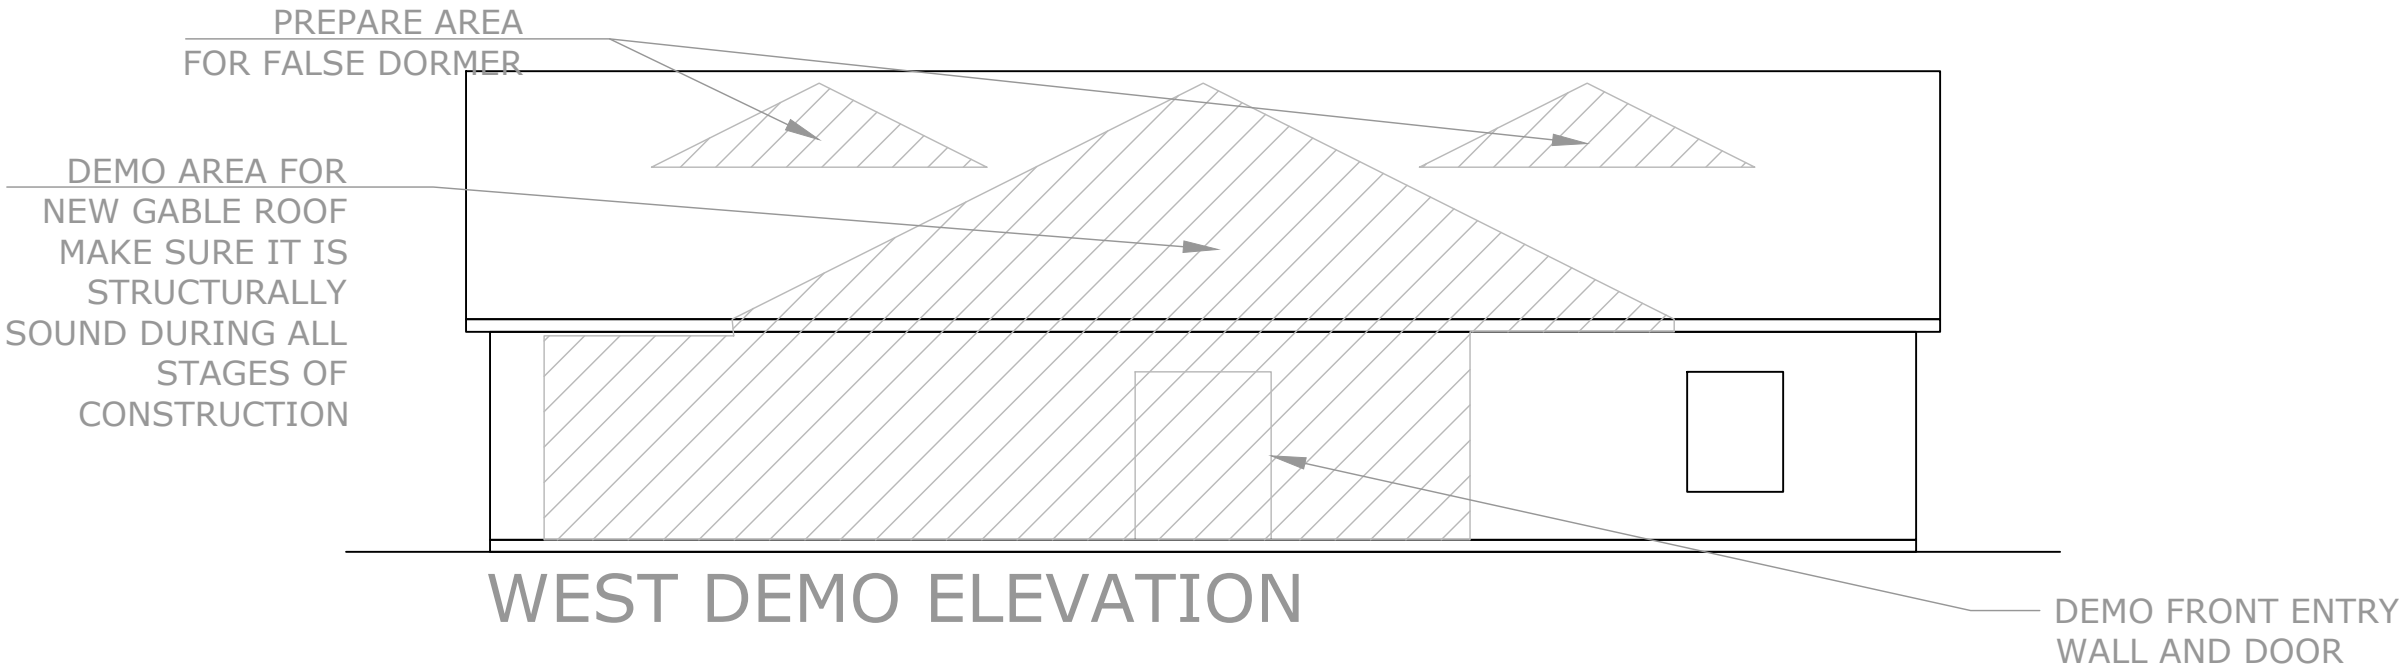 PREPARE AREA
FOR FALSE DORMER
DEMO AREA FOR
NEW GABLE ROOF
MAKE SURE IT IS
STRUCTURALLY
SOUND DURING ALL
STAGES OF
CONSTRUCTION
WEST DEMO ELEVATION
DEMO FRONT ENTRY
WALL AND DOOR